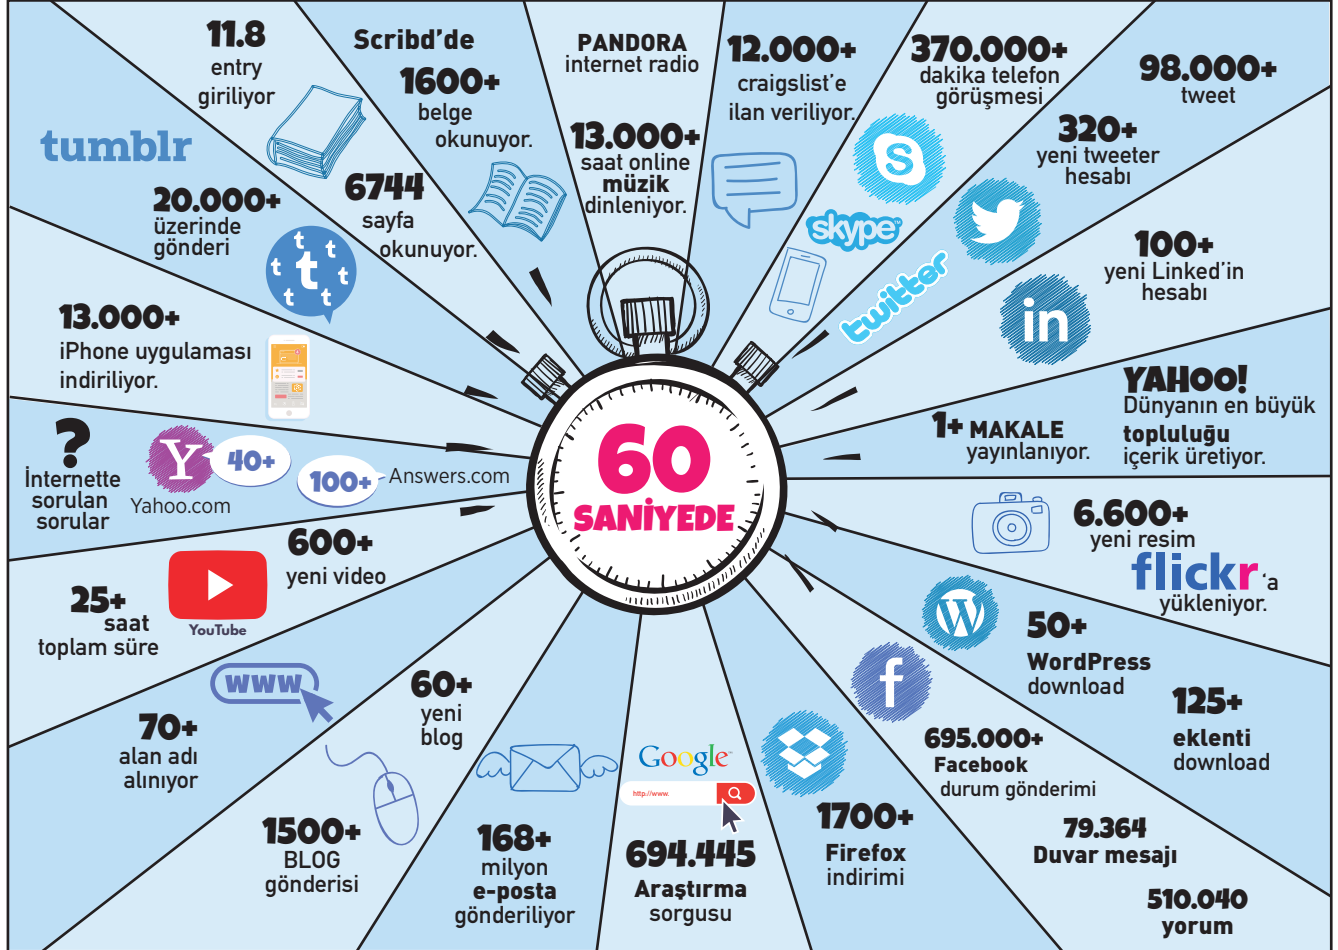 11.8
entry
giriliyor
6744
sayfa
okunuyor.
Scribd’de
1600+
belge
okunuyor.
PANDORA
internet radio
13.000+
saat online
müzik
dinleniyor.
12.000+
craigslist’e
ilan veriliyor.
370.000+
dakika telefon
görüşmesi
S
skype™
98.000+
tweet
320+
yeni tweeter
hesabı
twitter
100+
yeni Linked’in
hesabı
in
YAHOO!
Dünyanın en büyük
topluluğu
içerik üretiyor.
1+ MAKALE
yayınlanıyor.
6.600+
yeni resim
flickr ‘a
yükleniyor.
W
50+
WordPress
download
125+
eklenti
download
f
695.000+
Facebook
durum gönderimi
79.364
Duvar mesajı
510.040
yorum
1700+
Firefox
indirimi
Google™
http://www.
694.445
Araştırma
sorgusu
168+
milyon
e-posta
gönderiliyor
60+
yeni
blog
1500+
BLOG
gönderisi
www
70+
alan adı
alınıyor
600+
yeni video
YouTube
25+
saat
toplam süre
?
İnternette
sorulan
sorular
Y
40+
Yahoo.com
100+
Answers.com
13.000+
iPhone uygulaması
indiriliyor.
tumblr
20.000+
üzerinde
gönderi
t
t
t
t
t
t
t
60
SANİYEDE